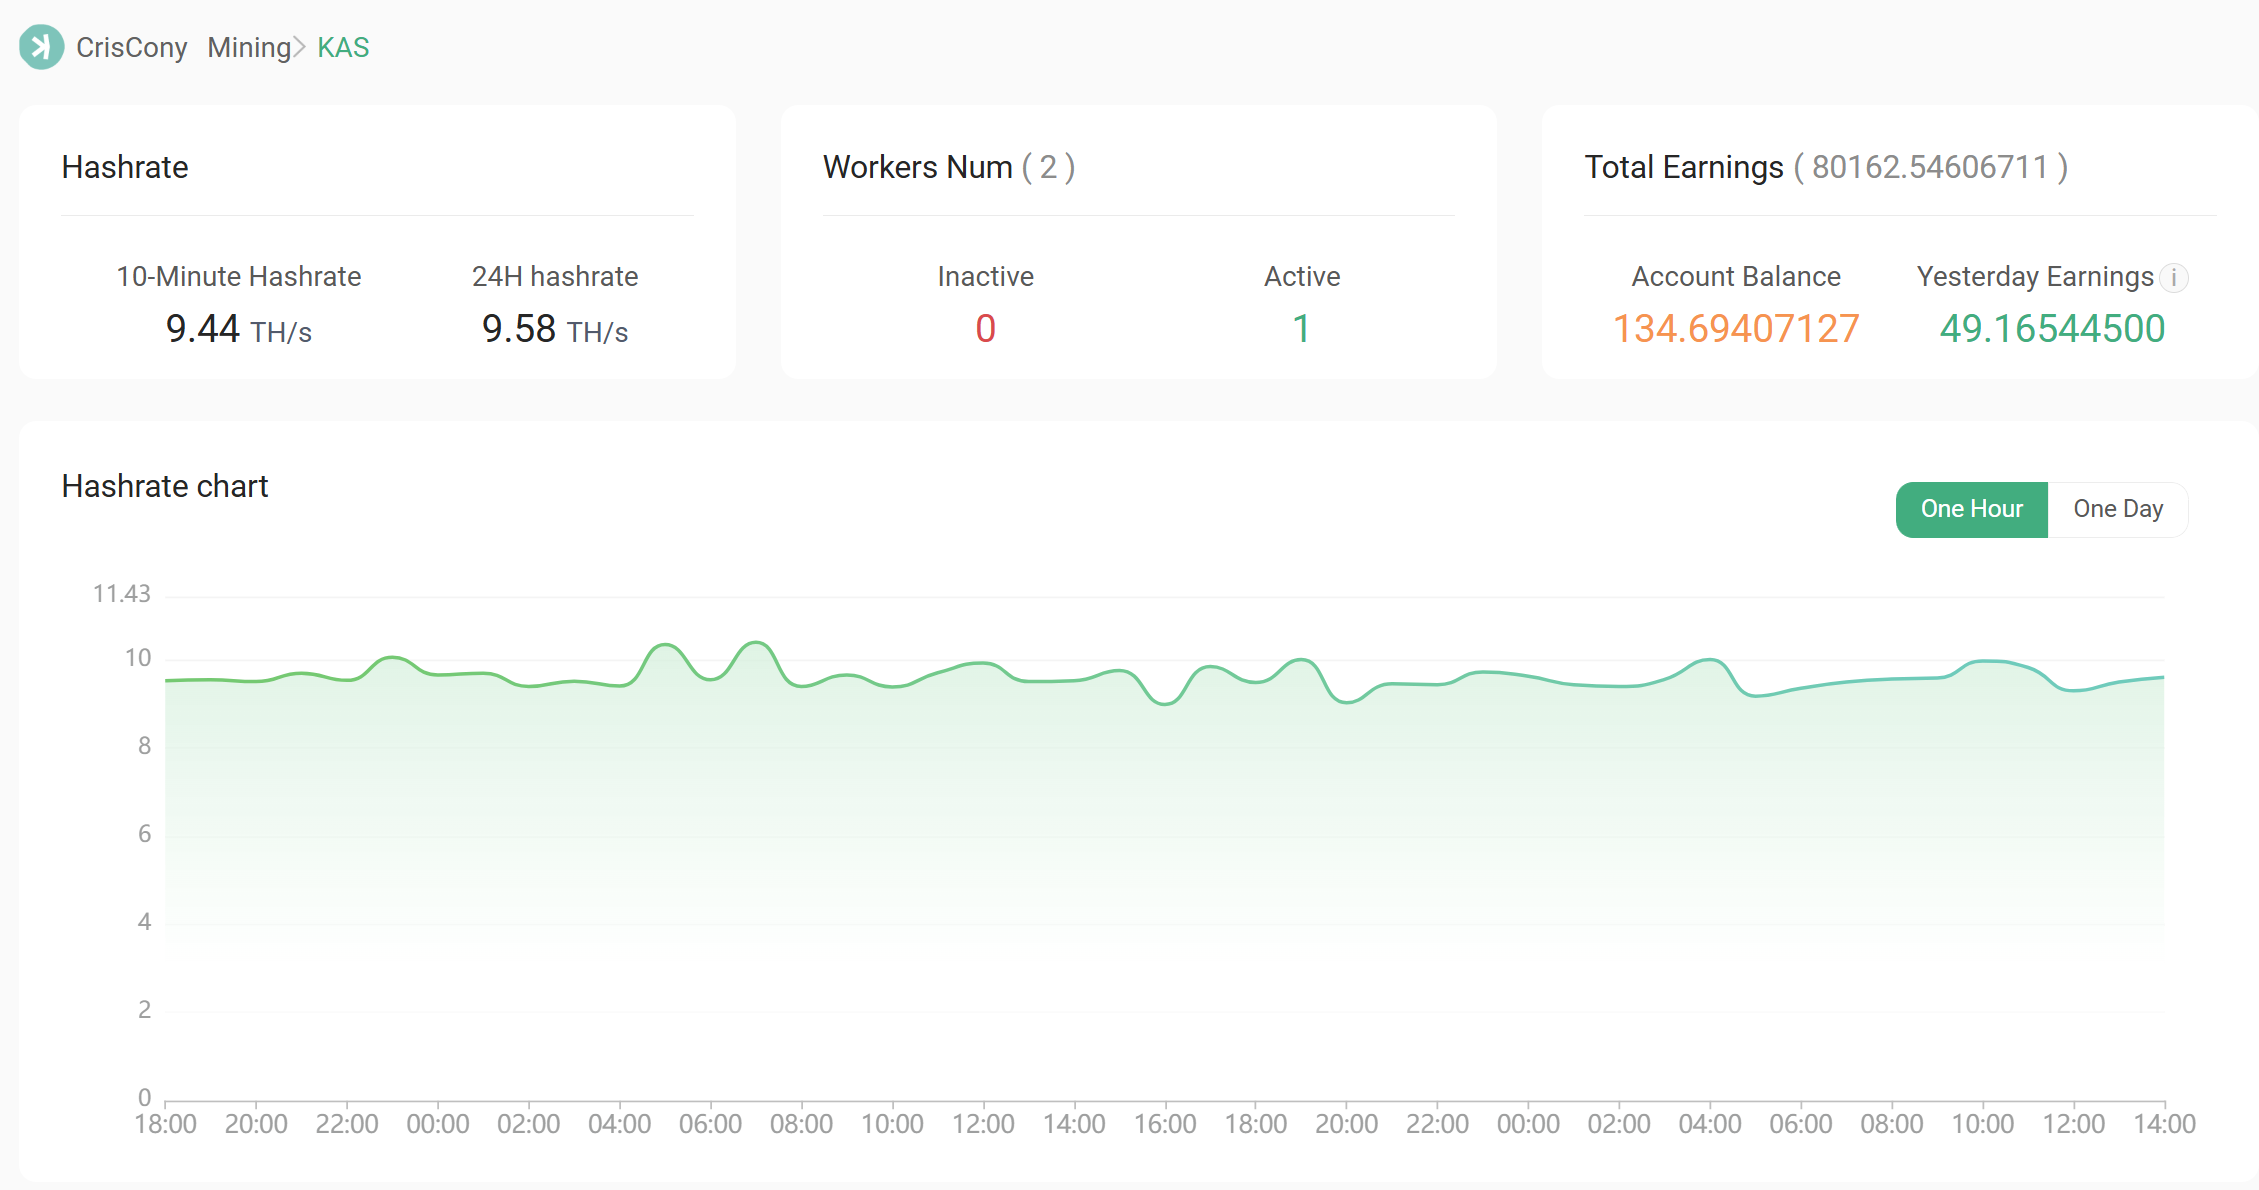 CrisCony Mining> KAS
Hashrate
10-Minute Hashrate 24H hashrate
9.44 TH/s 9.58 TH/s
Workers Num ( 2 )
Inactive Active
0 1
Total Earnings ( 80162.54606711 )
Account Balance Yesterday Earnings i
134.69407127 49.16544500
Hashrate chart
One Hour One Day
11.43
10
8
6
4
2
0
18:00 20:00 22:00 00:00 02:00 04:00 06:00 08:00 10:00 12:00 14:00 16:00 18:00 20:00 22:00 00:00 02:00 04:00 06:00 08:00 10:00 12:00 14:00